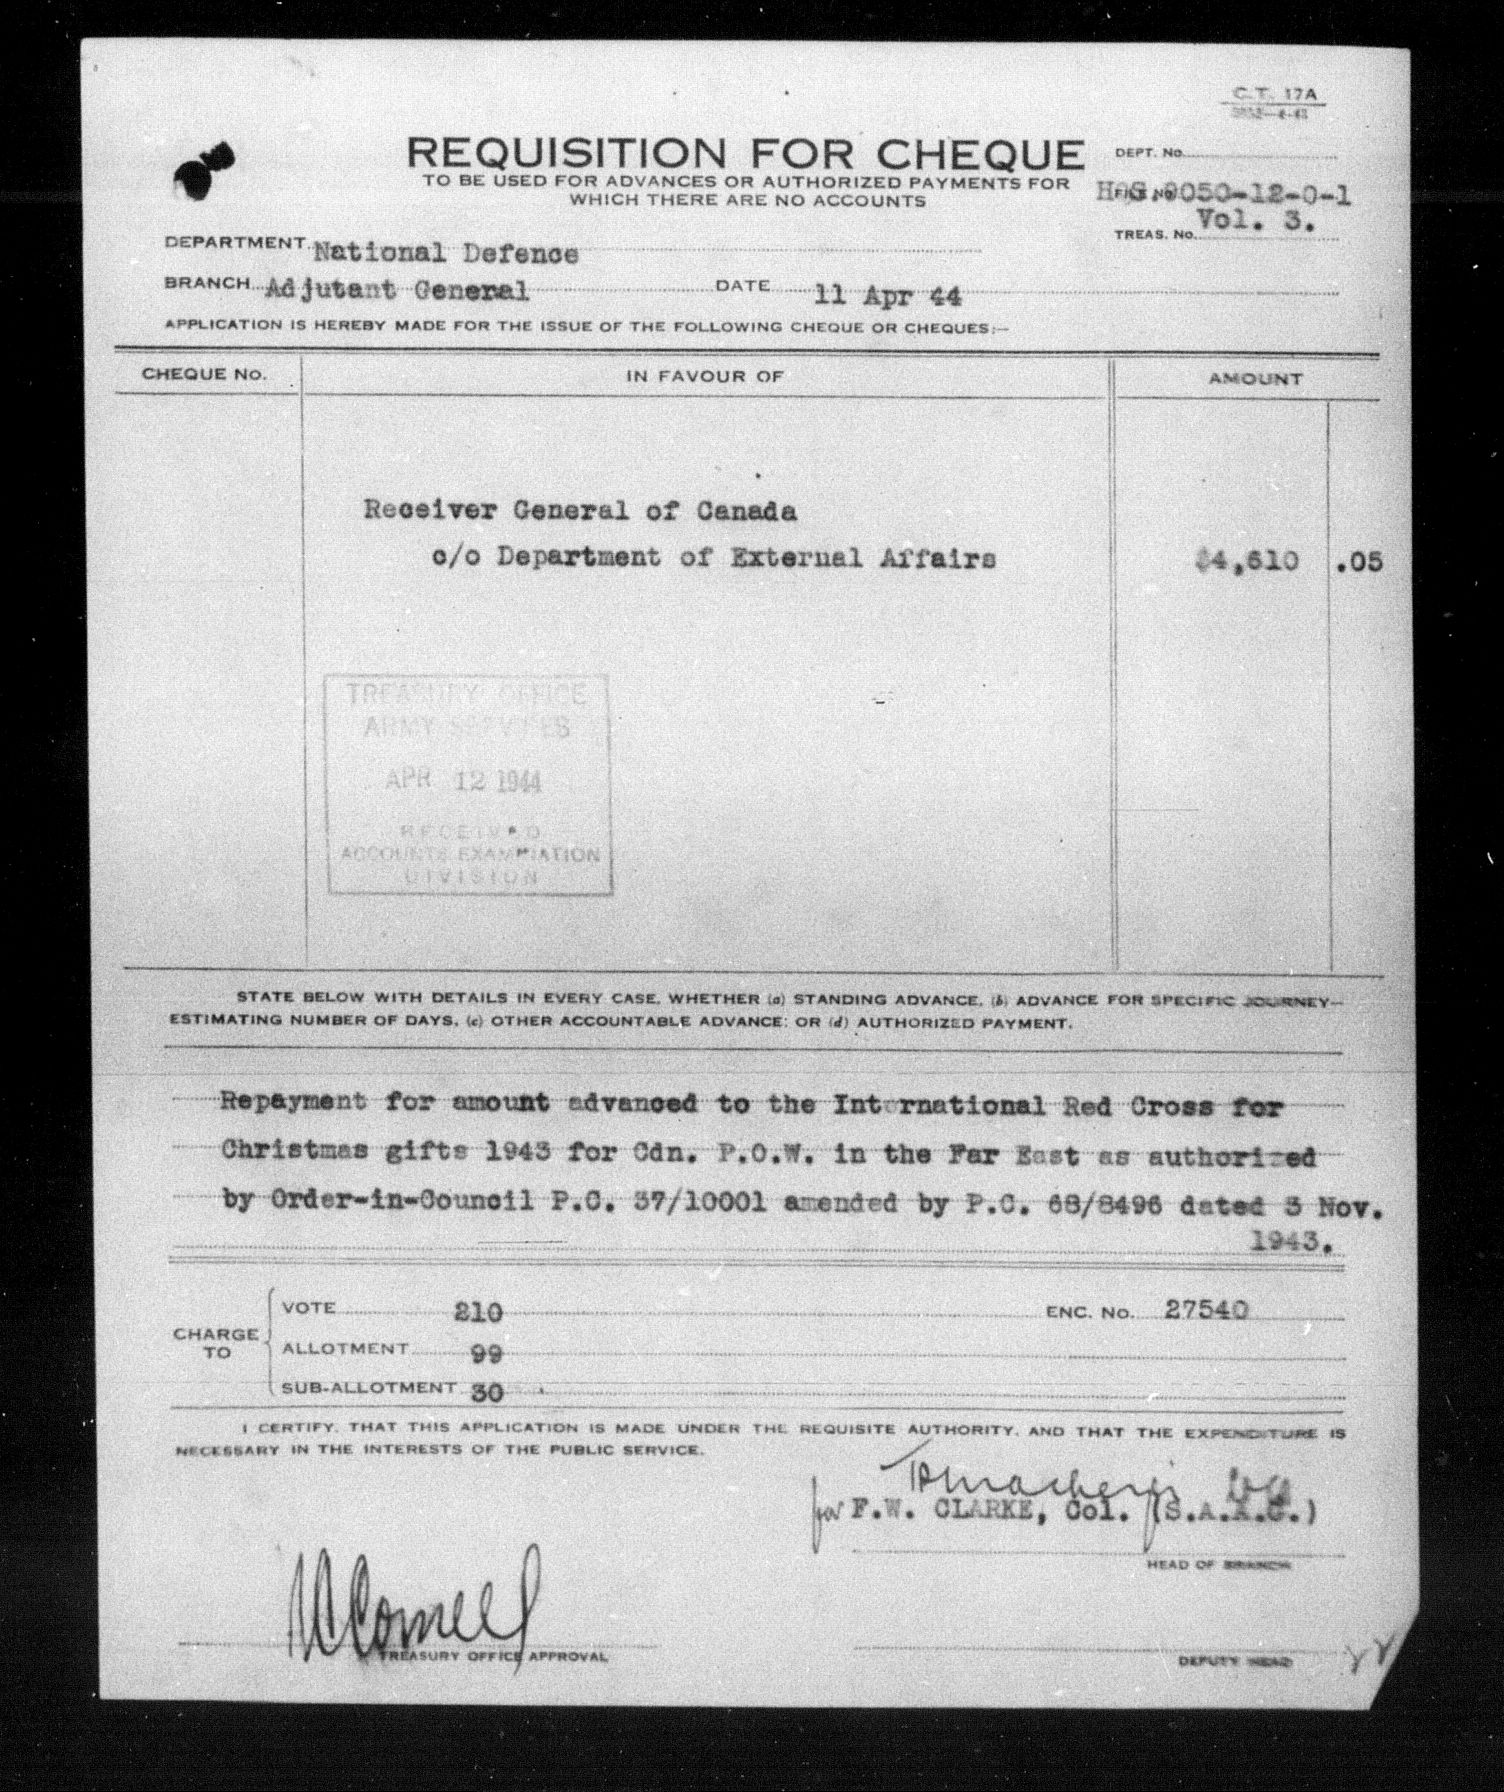 C.T. 17A
REQUISITION FOR CHEQUE
TO BE USED FOR ADVANCES OR AUTHORIZED PAYMENTS FOR
WHICH THERE ARE NO ACCOUNTS
DEPT. No.
FILE No. HQS.9050-12-0-1
Vol. 3.
TREAS. No.
DEPARTMENT National Defence
BRANCH Adjutant General DATE 11 Apr 44
APPLICATION IS HEREBY MADE FOR THE ISSUE OF THE FOLLOWING CHEQUE OR CHEQUES:—
CHEQUE No. IN FAVOUR OF AMOUNT
Receiver General of Canada
c/o Department of External Affairs $4,610 .05
TREASURY OFFICE
ARMY SERVICES
APR 12 1944
RECEIVED
ACCOUNTS EXAMINATION
DIVISION
STATE BELOW WITH DETAILS IN EVERY CASE, WHETHER (a) STANDING ADVANCE, (b) ADVANCE FOR SPECIFIC JOURNEY—
ESTIMATING NUMBER OF DAYS, (c) OTHER ACCOUNTABLE ADVANCE; OR (d) AUTHORIZED PAYMENT.
Repayment for amount advanced to the International Red Cross for
Christmas gifts 1943 for Cdn. P.O.W. in the Far East as authorized
by Order-in-Council P.C. 37/10001 amended by P.C. 68/8496 dated 3 Nov.
1943.
CHARGE TO
VOTE 210 ENC. No. 27540
ALLOTMENT 99
SUB-ALLOTMENT 30
I CERTIFY, THAT THIS APPLICATION IS MADE UNDER THE REQUISITE AUTHORITY, AND THAT THE EXPENDITURE IS
NECESSARY IN THE INTERESTS OF THE PUBLIC SERVICE.
for F.W. CLARKE, Col. (S.A.A.G.)
HEAD OF BRANCH
TREASURY OFFICE APPROVAL
DEPUTY HEAD